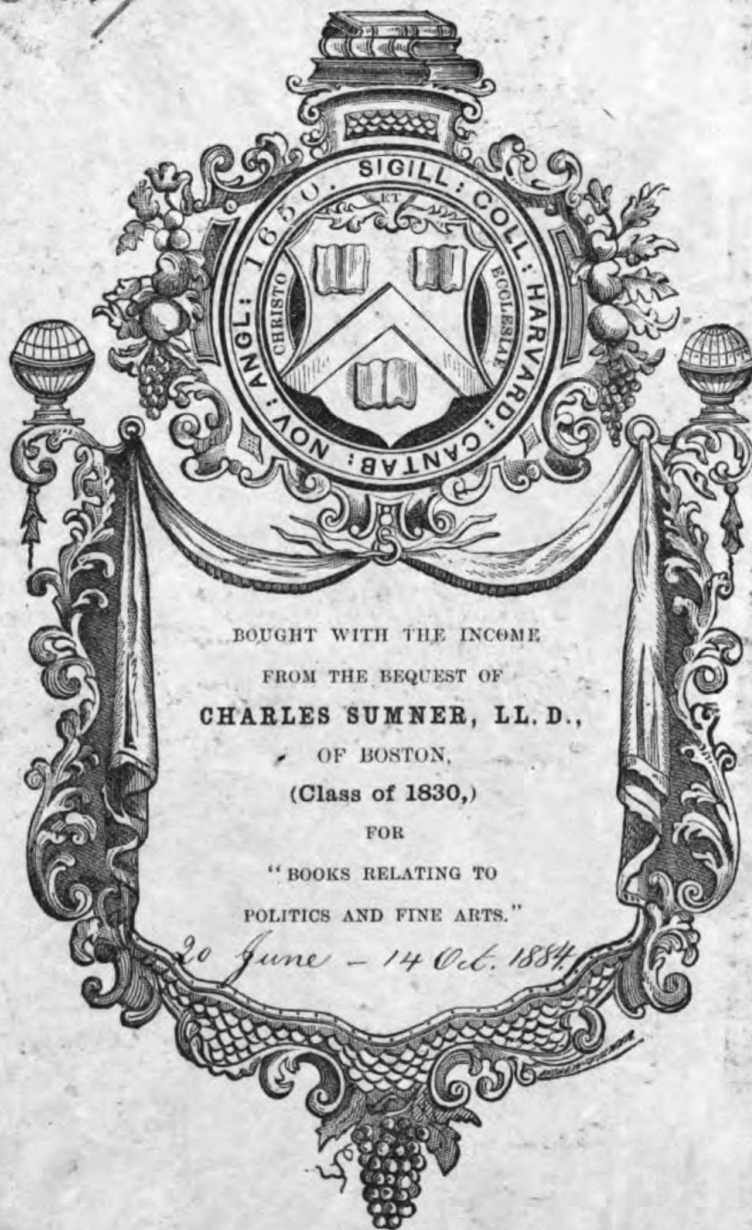 SIGILL: COLL: HARVARD: CANTAB: NOV: ANGL: 1650.
CHRISTO
ET
ECCLESIAE
BOUGHT WITH THE INCOME
FROM THE BEQUEST OF
CHARLES SUMNER, LL. D.,
OF BOSTON,
(Class of 1830,)
FOR
"BOOKS RELATING TO
POLITICS AND FINE ARTS."
20 June – 14 Oct. 1884.